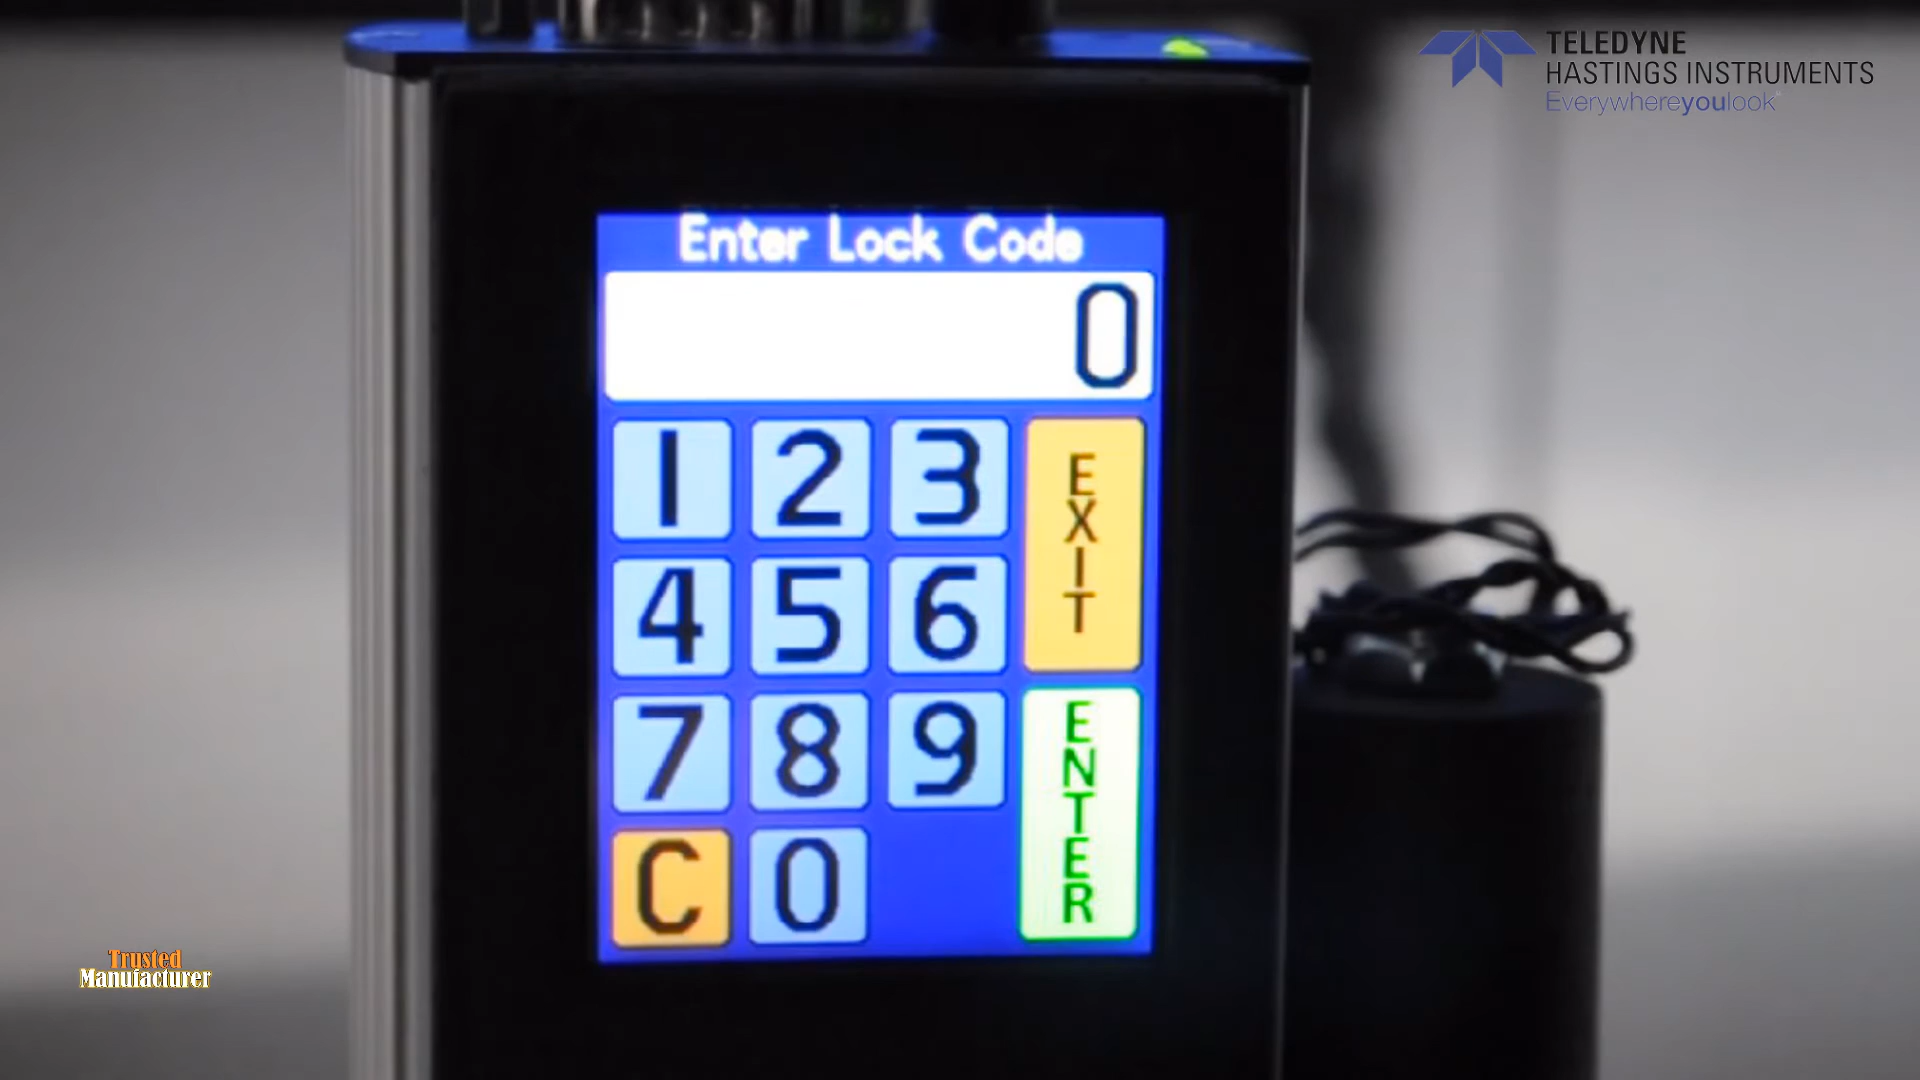 TELEDYNE
HASTINGS INSTRUMENTS
Everywhereyoulook
Enter Lock Code
0
1 2 3 EXIT
4 5 6
7 8 9 ENTER
C 0
Trusted
Manufacturer